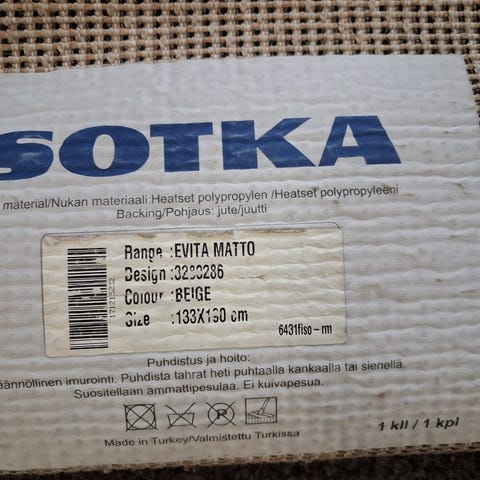 SOTKA
material/Nukan materiaali:Heatset polypropylen /Heatset polypropyleeni
Backing/Pohjaus: jute/juutti
Range :EVITA MATTO
Design :3290286
Colour :BEIGE
Size :133X190 cm
6431fiso-rm
Puhdistus ja hoito:
äännöllinen imurointi. Puhdista tahrat heti puhtaalla kankaalla tai sienellä.
Suositellaan ammattipesulaa. Ei kuivapesua.
Made in Turkey/Valmistettu Turkissa
1 kll / 1 kpl